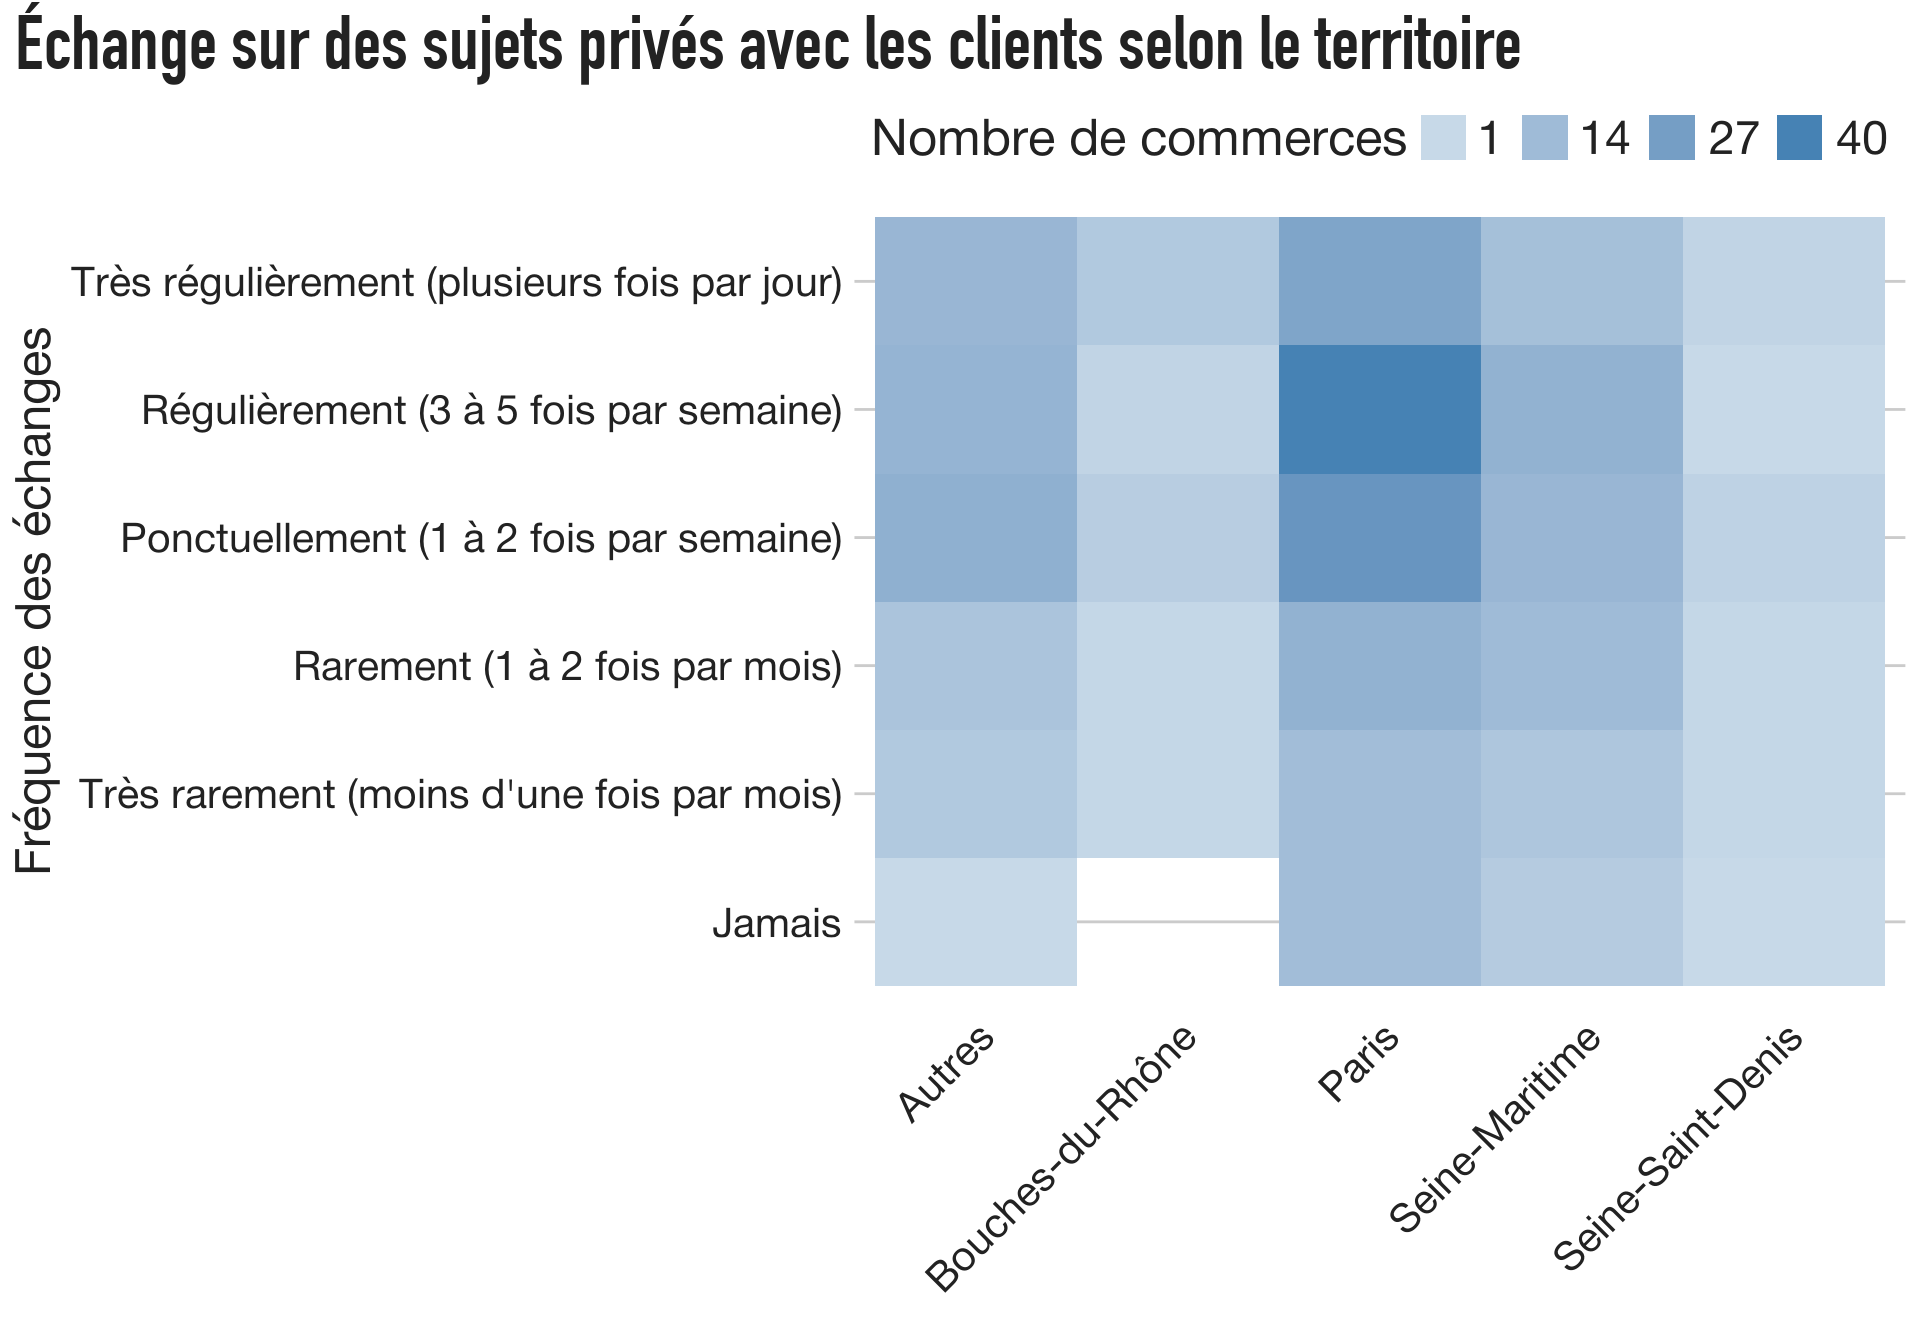 Échange sur des sujets privés avec les clients selon le territoire
Nombre de commerces 1 14 27 40
Fréquence des échanges
Très régulièrement (plusieurs fois par jour)
Régulièrement (3 à 5 fois par semaine)
Ponctuellement (1 à 2 fois par semaine)
Rarement (1 à 2 fois par mois)
Très rarement (moins d'une fois par mois)
Jamais
Autres
Bouches-du-Rhône
Paris
Seine-Maritime
Seine-Saint-Denis